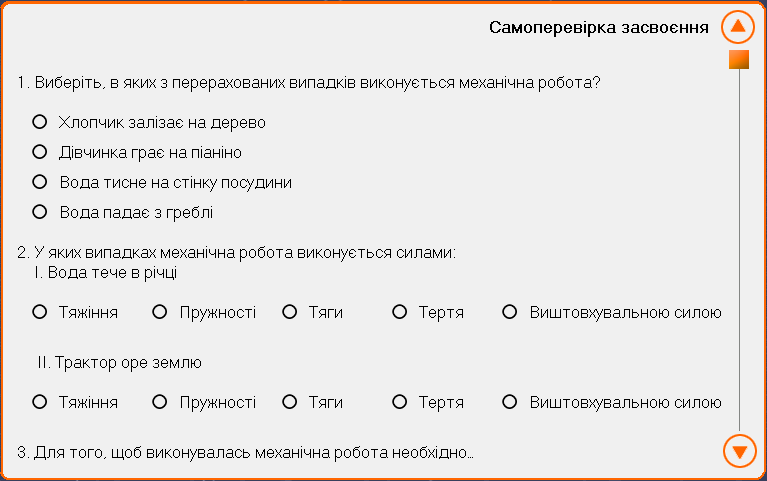 Самоперевірка засвоєння
1. Виберіть, в яких з перерахованих випадків виконується механічна робота?
Хлопчик залізає на дерево
Дівчинка грає на піаніно
Вода тисне на стінку посудини
Вода падає з греблі
2. У яких випадках механічна робота виконується силами:
I. Вода тече в річці
Тяжіння Пружності Тяги Тертя Виштовхувальною силою
II. Трактор оре землю
Тяжіння Пружності Тяги Тертя Виштовхувальною силою
3. Для того, щоб виконувалась механічна робота необхідно...